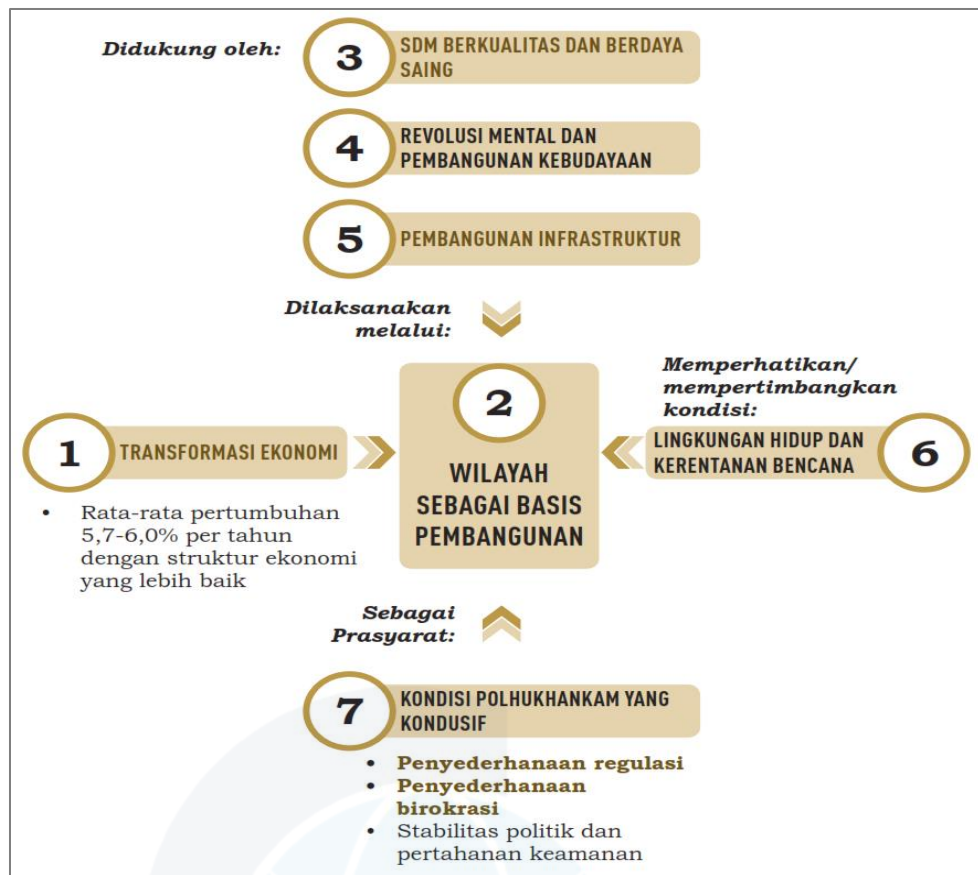 Didukung oleh:
3
SDM BERKUALITAS DAN BERDAYA
SAING
4
REVOLUSI MENTAL DAN
PEMBANGUNAN KEBUDAYAAN
5
PEMBANGUNAN INFRASTRUKTUR
Dilaksanakan
melalui:
1
TRANSFORMASI EKONOMI
• Rata-rata pertumbuhan
5,7-6,0% per tahun
dengan struktur ekonomi
yang lebih baik
2
WILAYAH
SEBAGAI BASIS
PEMBANGUNAN
Memperhatikan/
mempertimbangkan
kondisi:
LINGKUNGAN HIDUP DAN
KERENTANAN BENCANA
6
Sebagai
Prasyarat:
7
KONDISI POLHUKHANKAM YANG
KONDUSIF
• Penyederhanaan regulasi
• Penyederhanaan
birokrasi
• Stabilitas politik dan
pertahanan keamanan